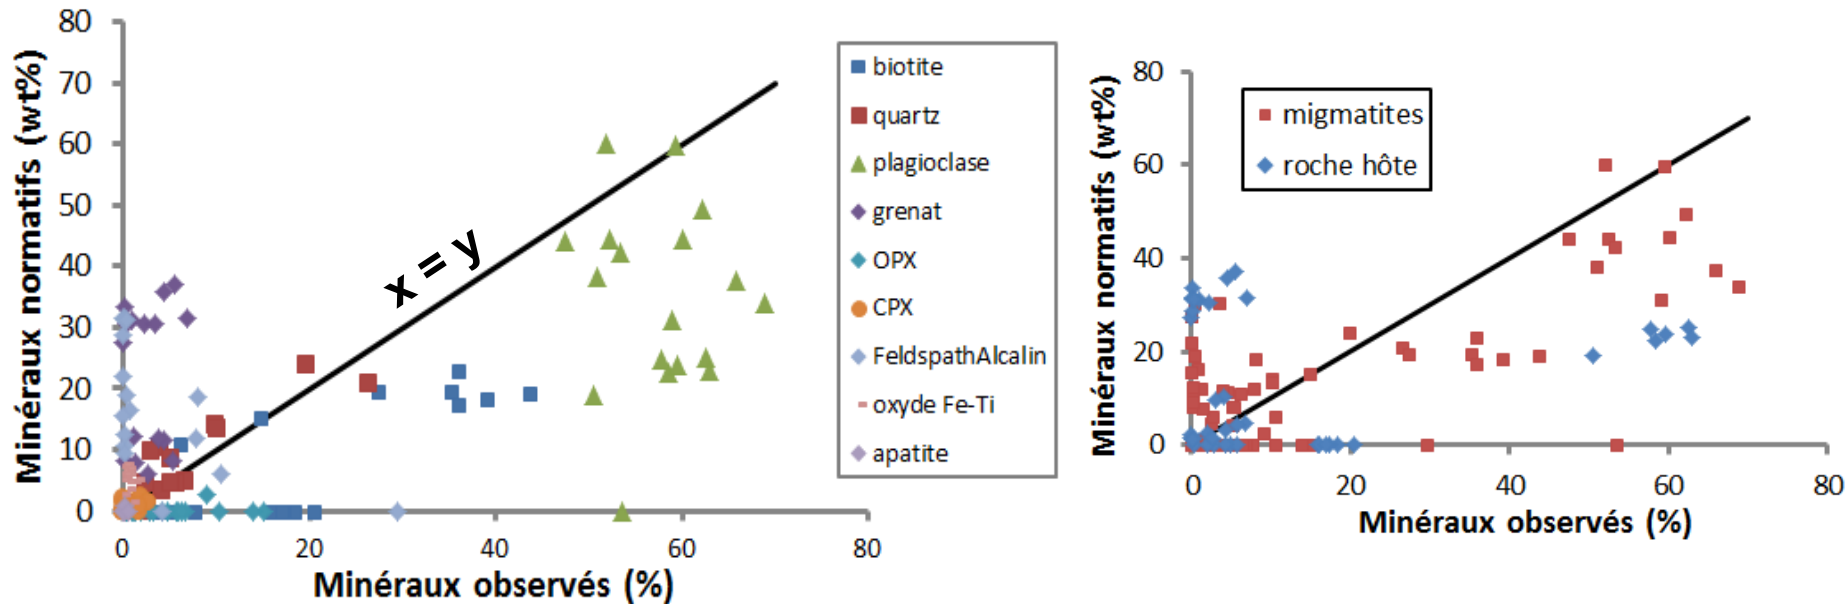 80
70
60
50
40
30
20
10
0
Minéraux normatifs (wt%)
x = y
0 20 40 60 80
Minéraux observés (%)
biotite
quartz
plagioclase
grenat
OPX
CPX
FeldspathAlcalin
oxyde Fe-Ti
apatite
80
60
40
20
0
Minéraux normatifs (wt%)
migmatites
roche hôte
0 20 40 60 80
Minéraux observés (%)